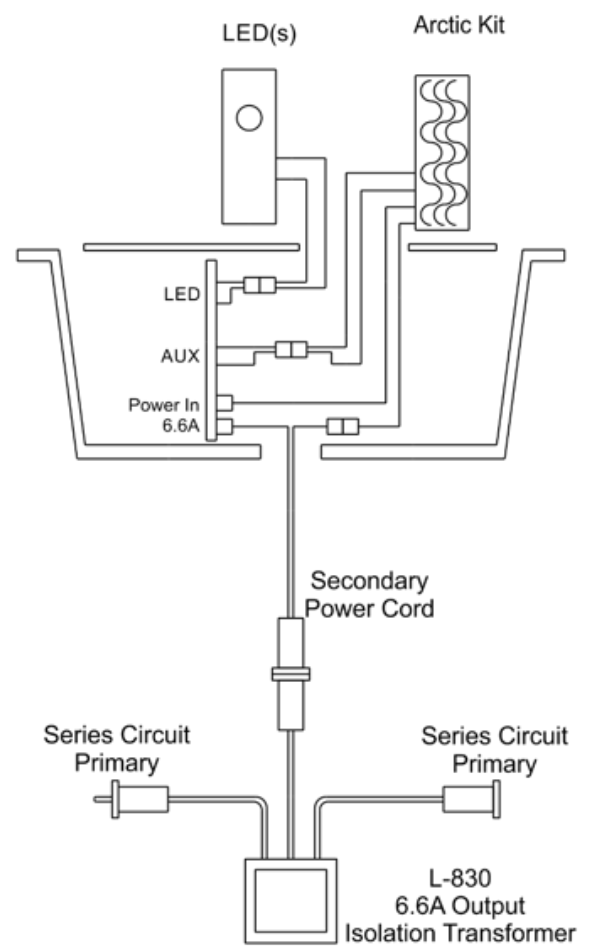 LED(s)
Arctic Kit
LED
AUX
Power In
6.6A
Secondary
Power Cord
Series Circuit
Primary
Series Circuit
Primary
L-830
6.6A Output
Isolation Transformer